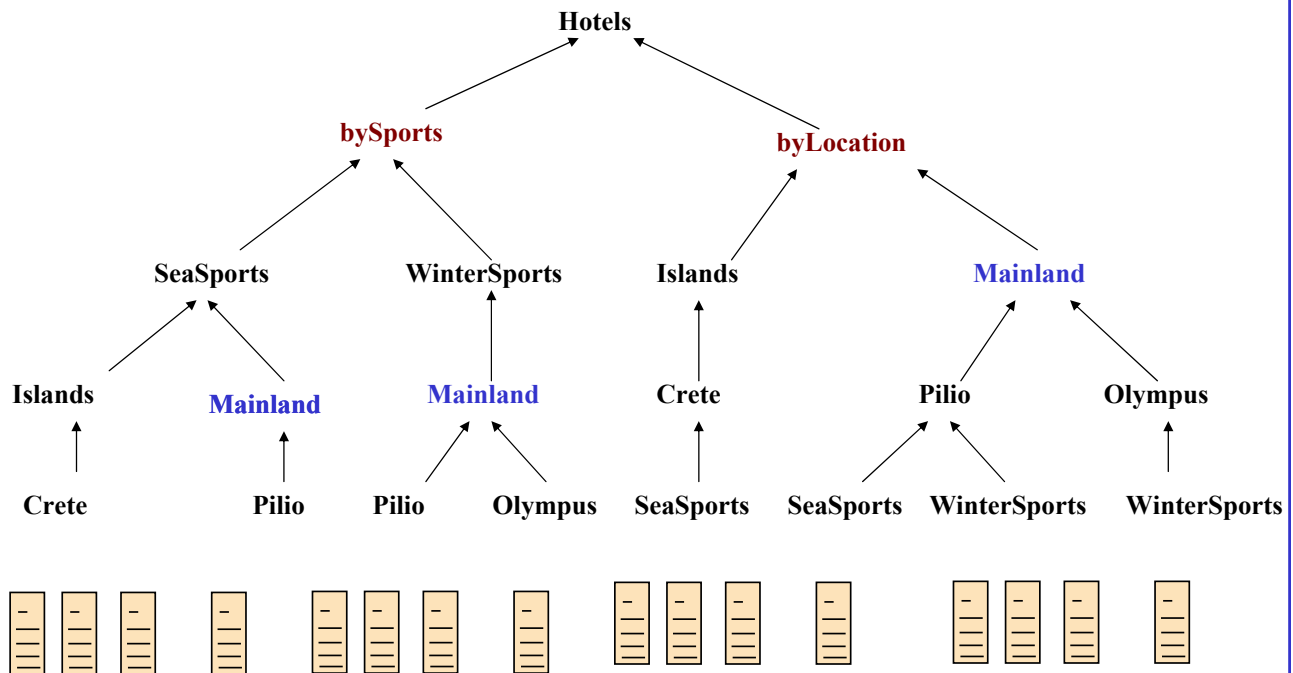 Hotels
bySports
byLocation
SeaSports
WinterSports
Islands
Mainland
Islands
Mainland
Mainland
Crete
Pilio
Olympus
Crete
Pilio
Pilio
Olympus
SeaSports
SeaSports
WinterSports
WinterSports